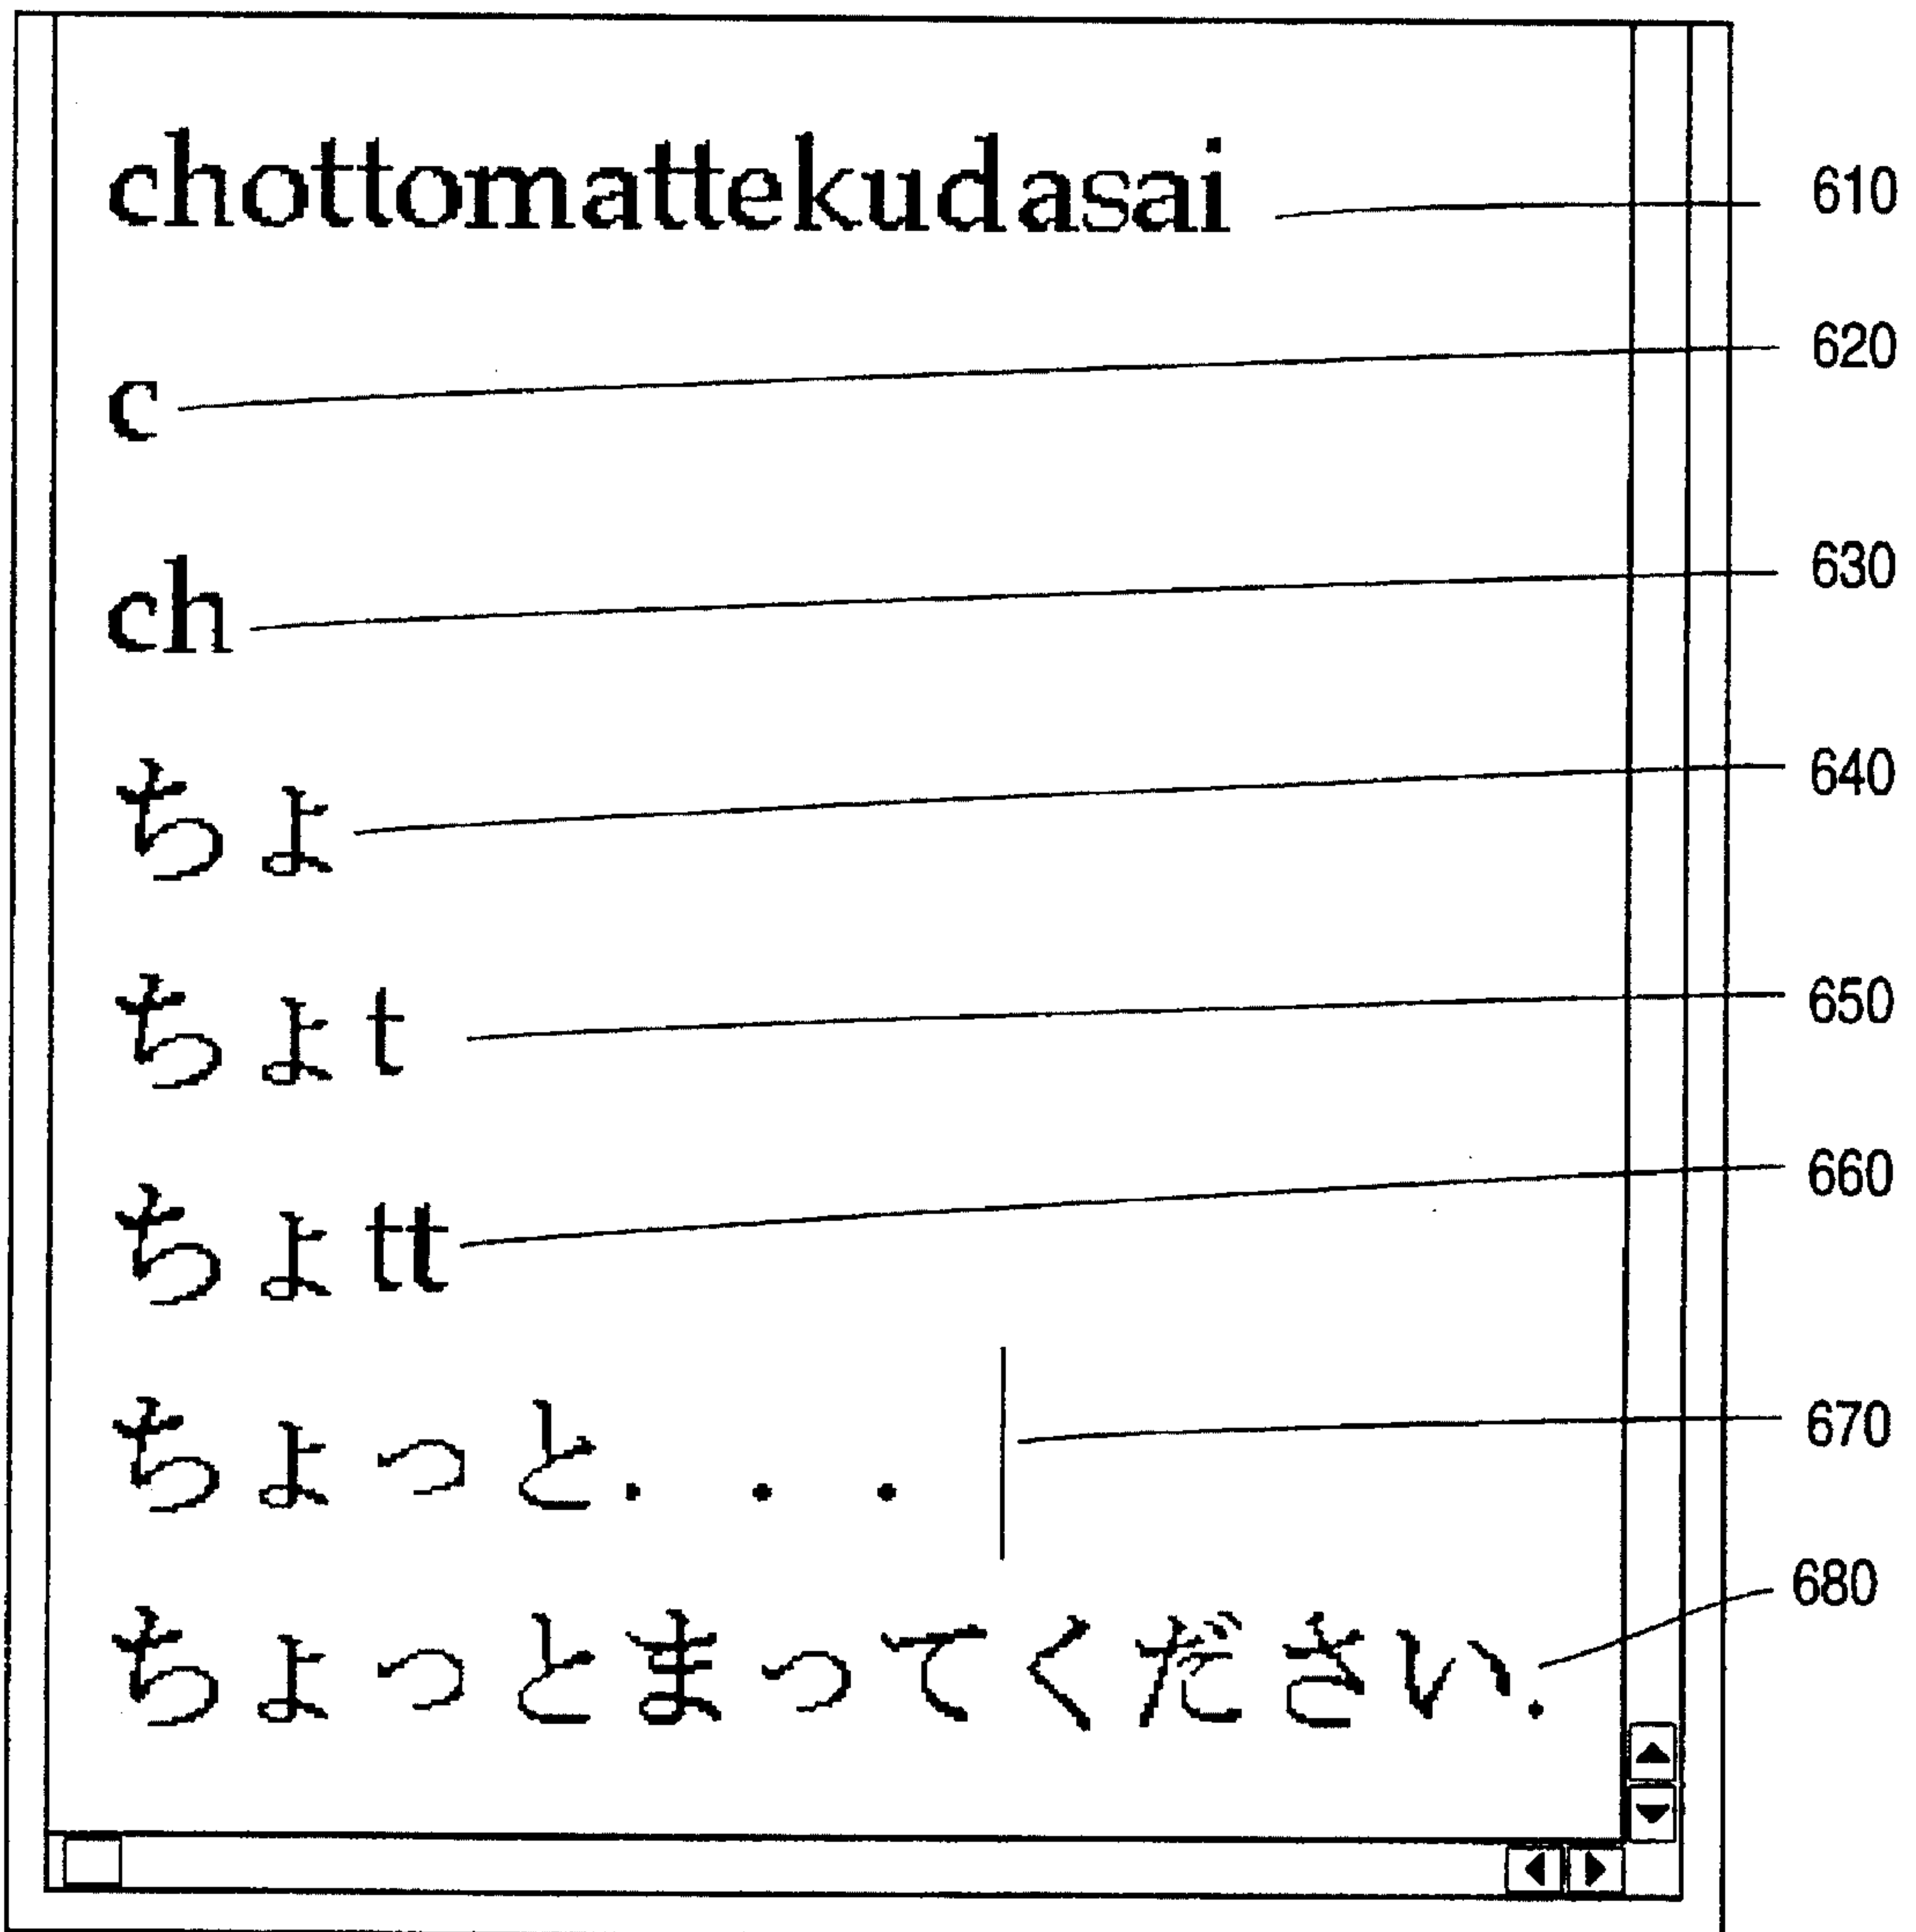 chottomattekudasai 610
c 620
ch 630
ちょ 640
ちょt 650
ちょtt 660
ちょっと. . . 670
ちょっとまってください. 680